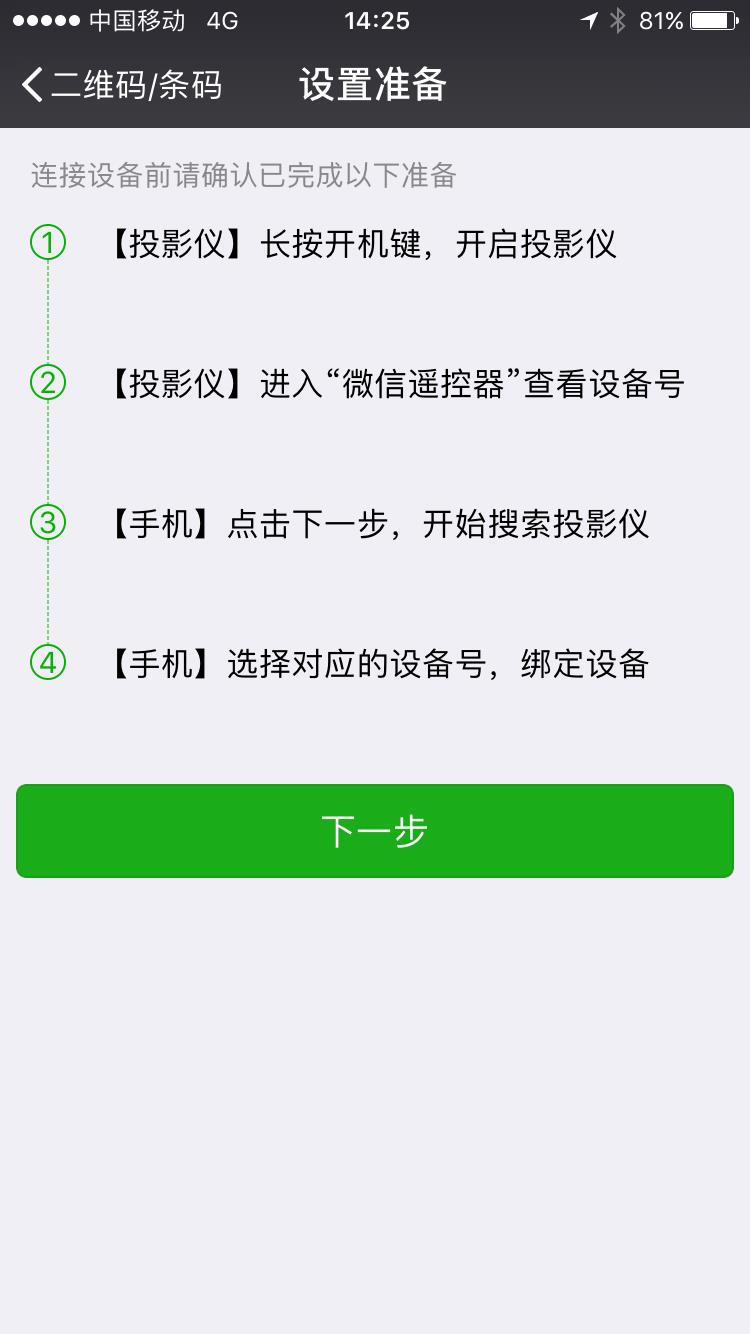 中国移动 4G 14:25 81%
二维码/条码 设置准备
连接设备前请确认已完成以下准备
① 【投影仪】长按开机键，开启投影仪
② 【投影仪】进入“微信遥控器”查看设备号
③ 【手机】点击下一步，开始搜索投影仪
④ 【手机】选择对应的设备号，绑定设备
下一步